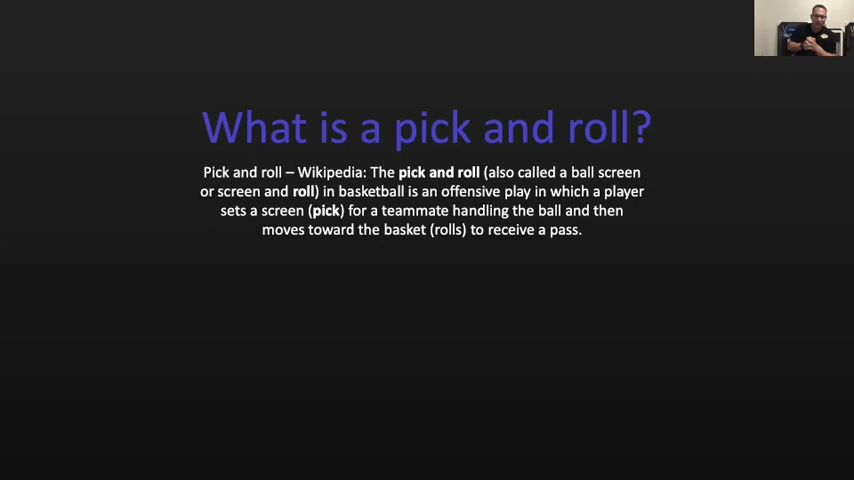 What is a pick and roll?
Pick and roll – Wikipedia: The pick and roll (also called a ball screen
or screen and roll) in basketball is an offensive play in which a player
sets a screen (pick) for a teammate handling the ball and then
moves toward the basket (rolls) to receive a pass.